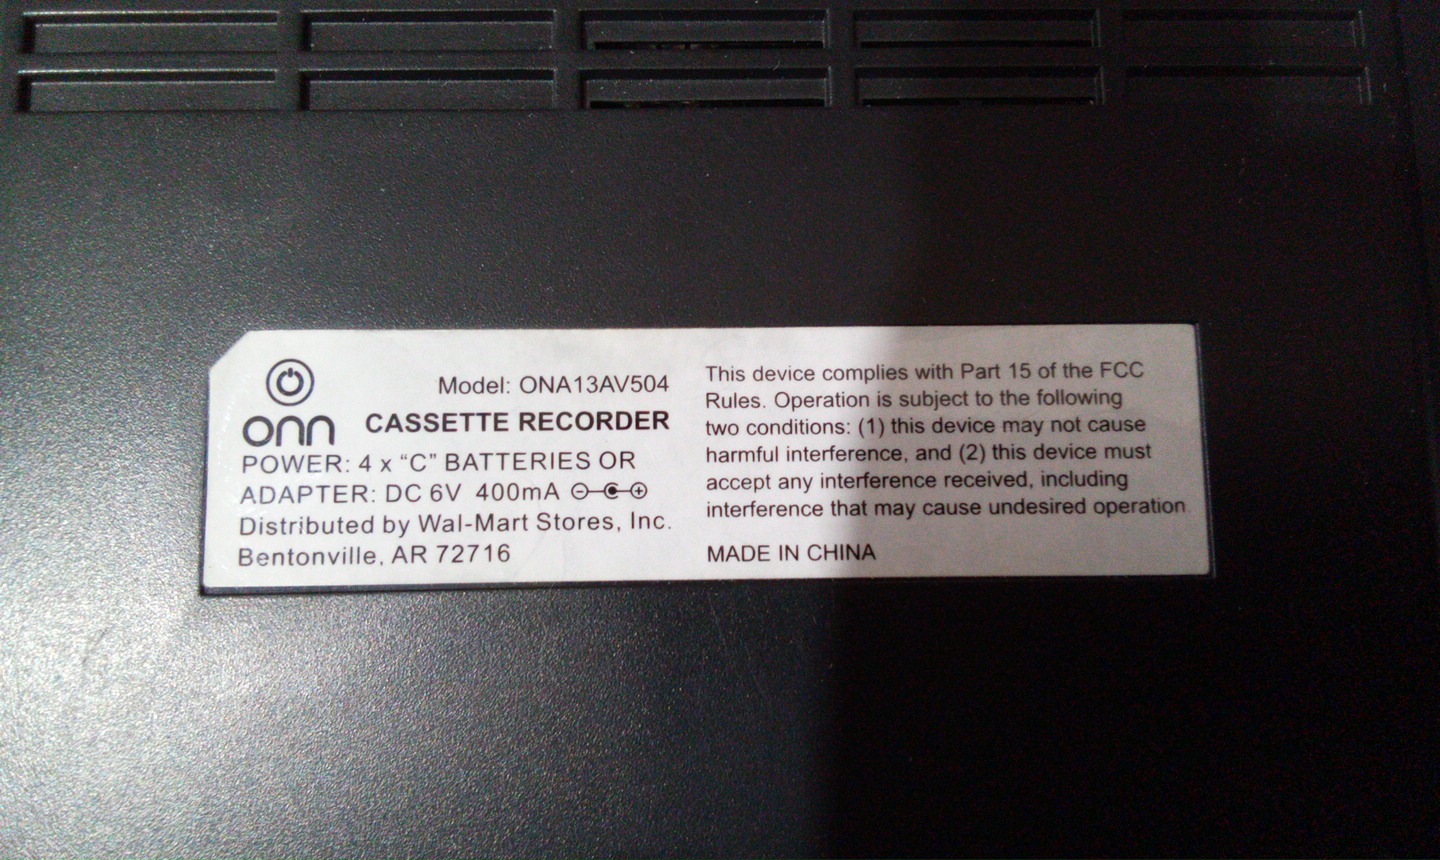 Model: ONA13AV504
onn
CASSETTE RECORDER
POWER: 4 x “C” BATTERIES OR
ADAPTER: DC 6V 400mA
Distributed by Wal-Mart Stores, Inc.
Bentonville, AR 72716
This device complies with Part 15 of the FCC
Rules. Operation is subject to the following
two conditions: (1) this device may not cause
harmful interference, and (2) this device must
accept any interference received, including
interference that may cause undesired operation
MADE IN CHINA